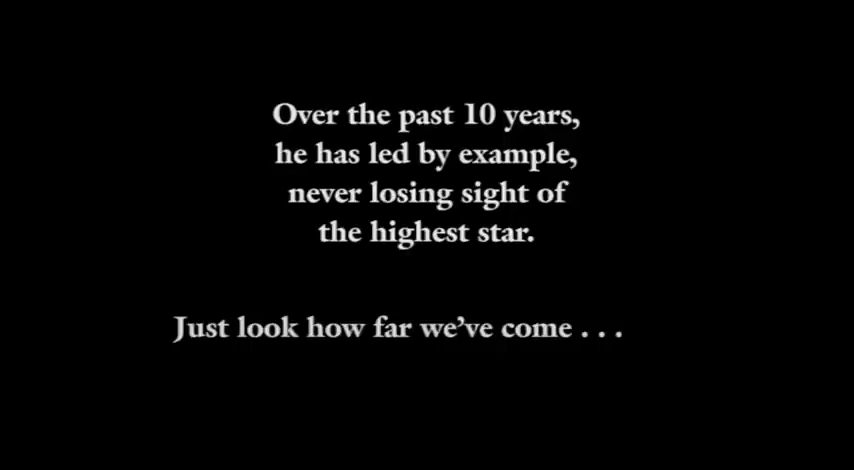 Over the past 10 years,
he has led by example,
never losing sight of
the highest star.
Just look how far we’ve come . . .